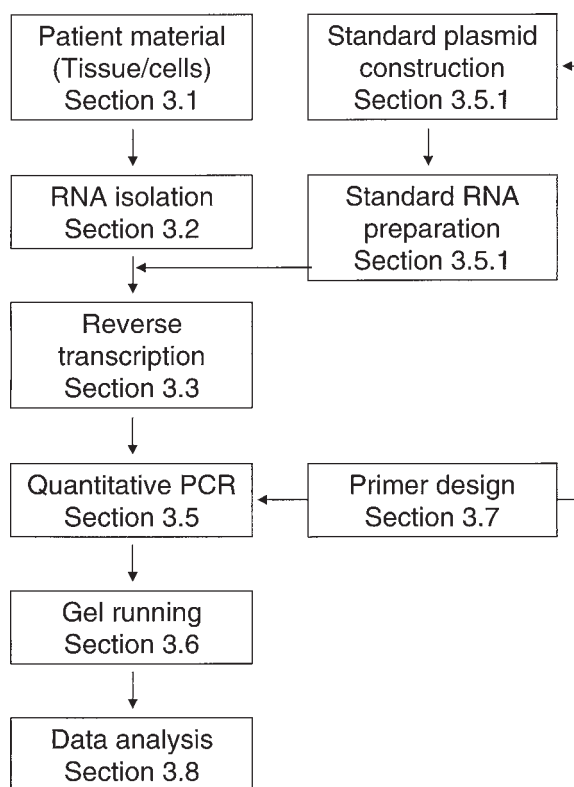 Patient material
(Tissue/cells)
Section 3.1
Standard plasmid
construction
Section 3.5.1
RNA isolation
Section 3.2
Standard RNA
preparation
Section 3.5.1
Reverse
transcription
Section 3.3
Quantitative PCR
Section 3.5
Primer design
Section 3.7
Gel running
Section 3.6
Data analysis
Section 3.8